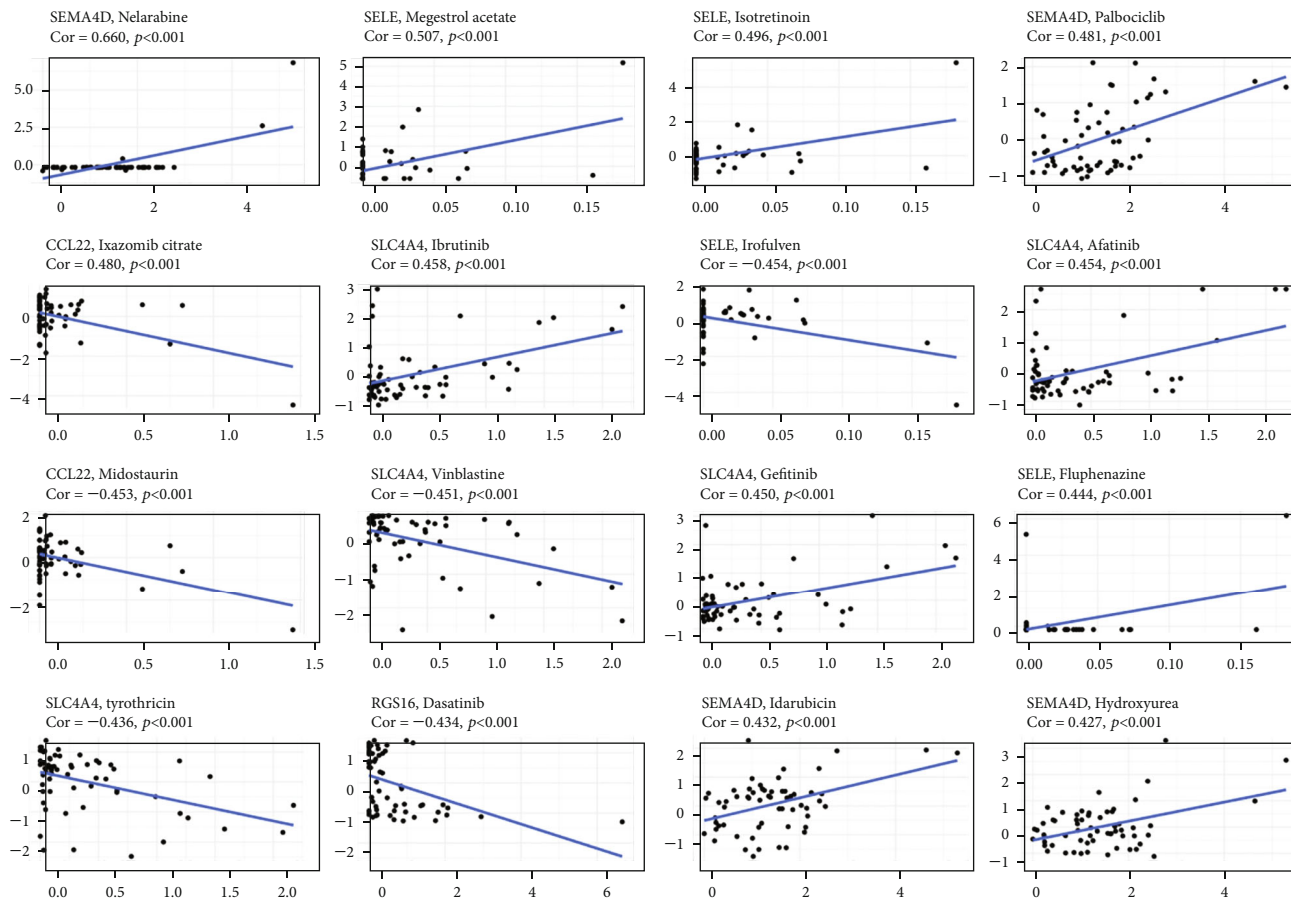 SEMA4D, Nelarabine
Cor = 0.660, p<0.001
5.0
2.5
0.0
0 2 4
SELE, Megestrol acetate
Cor = 0.507, p<0.001
5
4
3
2
1
0
0.00 0.05 0.10 0.15
SELE, Isotretinoin
Cor = 0.496, p<0.001
4
2
0
0.00 0.05 0.10 0.15
SEMA4D, Palbociclib
Cor = 0.481, p<0.001
2
1
0
−1
0 2 4
CCL22, Ixazomib citrate
Cor = 0.480, p<0.001
0
−2
−4
0.0 0.5 1.0 1.5
SLC4A4, Ibrutinib
Cor = 0.458, p<0.001
3
2
1
0
−1
0.0 0.5 1.0 1.5 2.0
SELE, Irofulven
Cor = −0.454, p<0.001
2
0
−2
−4
0.00 0.05 0.10 0.15
SLC4A4, Afatinib
Cor = 0.454, p<0.001
2
1
0
−1
0.0 0.5 1.0 1.5 2.0
CCL22, Midostaurin
Cor = −0.453, p<0.001
2
0
−2
0.0 0.5 1.0 1.5
SLC4A4, Vinblastine
Cor = −0.451, p<0.001
0
−1
−2
0.0 0.5 1.0 1.5 2.0
SLC4A4, Gefitinib
Cor = 0.450, p<0.001
3
2
1
0
−1
0.0 0.5 1.0 1.5 2.0
SELE, Fluphenazine
Cor = 0.444, p<0.001
6
4
2
0
0.00 0.05 0.10 0.15
SLC4A4, tyrothricin
Cor = −0.436, p<0.001
1
0
−1
−2
0.0 0.5 1.0 1.5 2.0
RGS16, Dasatinib
Cor = −0.434, p<0.001
1
0
−1
−2
0 2 4 6
SEMA4D, Idarubicin
Cor = 0.432, p<0.001
2
1
0
−1
0 2 4
SEMA4D, Hydroxyurea
Cor = 0.427, p<0.001
3
2
1
0
−1
0 2 4